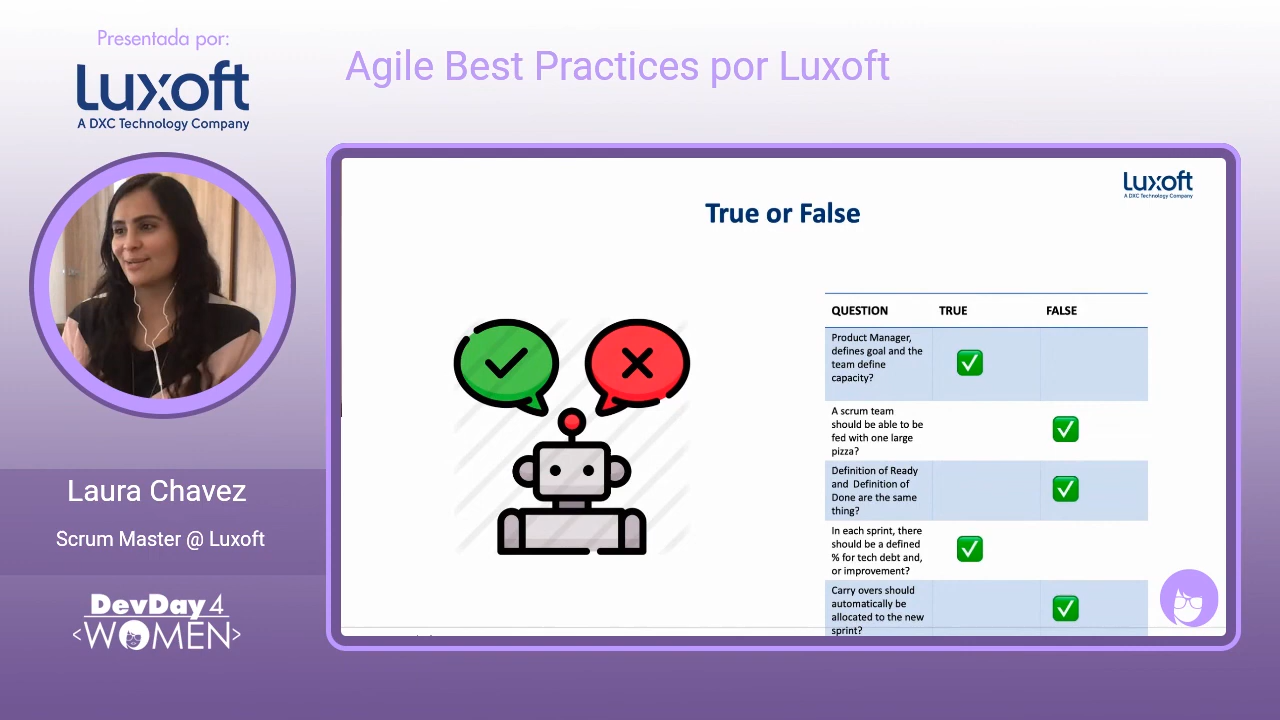 Presentada por:
Luxoft
A DXC Technology Company
Agile Best Practices por Luxoft
Luxoft
A DXC Technology Company
True or False
QUESTION TRUE FALSE
Product Manager,
defines goal and the
team define
capacity?
A scrum team
should be able to be
fed with one large
pizza?
Definition of Ready
and Definition of
Done are the same
thing?
In each sprint, there
should be a defined
% for tech debt and,
or improvement?
Carry overs should
automatically be
allocated to the new
sprint?
Laura Chavez
Scrum Master @ Luxoft
DevDay 4
<WOMEN>